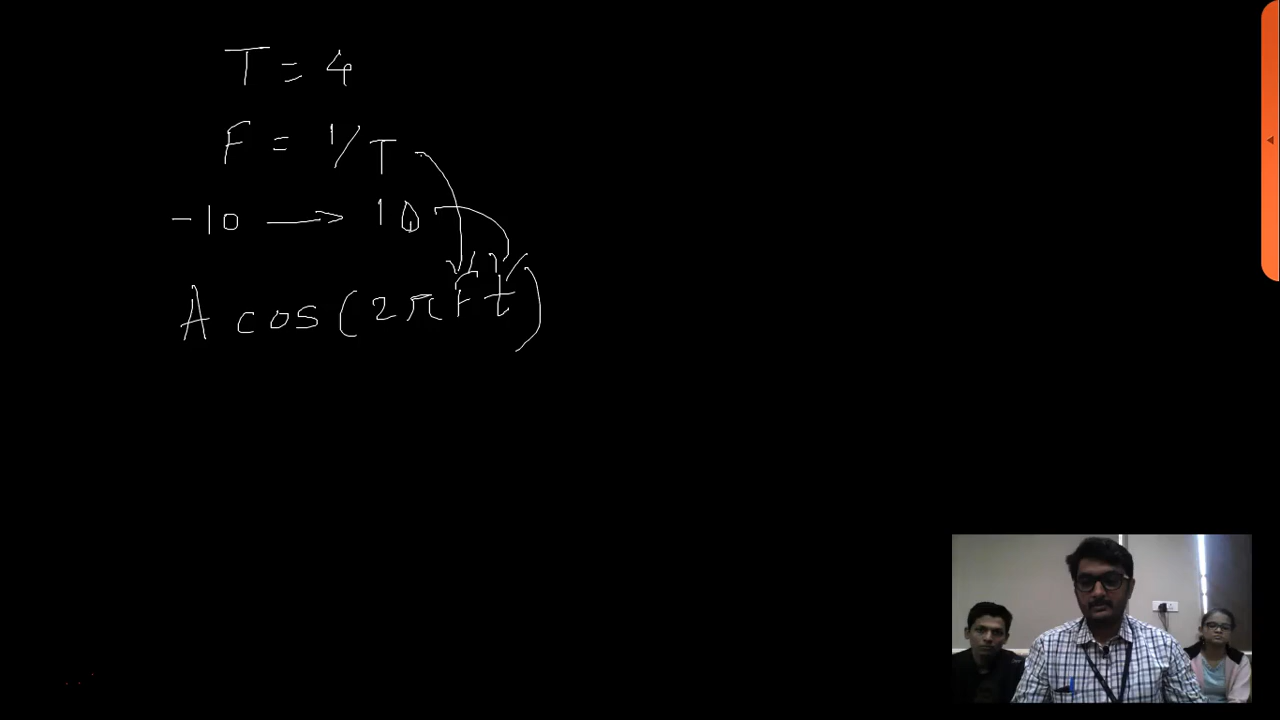 T = 4
F = 1/T
-10 → 10
A cos(2πFt)